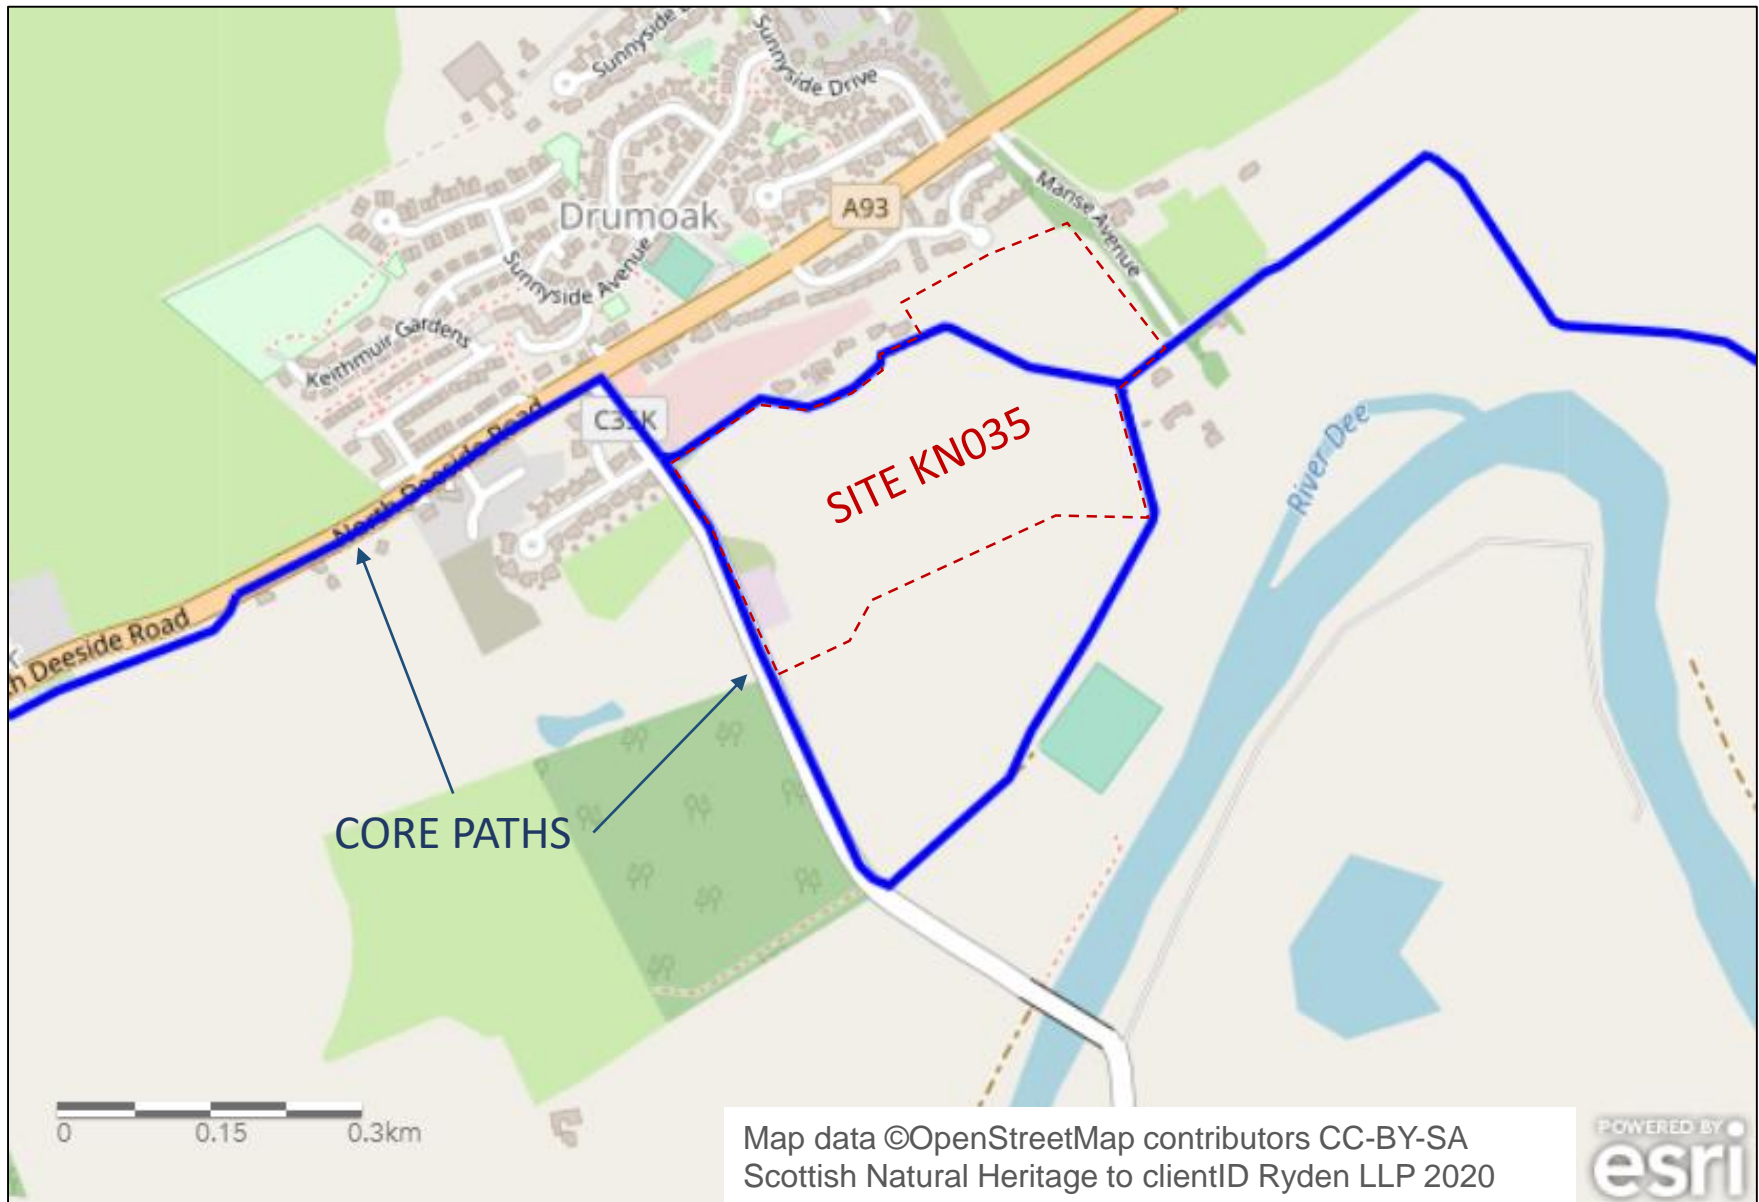 Sunnyside
Sunnyside Drive
Manse Avenue
A93
Drumoak
Sunnyside Avenue
Keithmuir Gardens
C35K
North Deeside Road
SITE KN035
River Dee
th Deeside Road
CORE PATHS
0 0.15 0.3km
Map data ©OpenStreetMap contributors CC-BY-SA
Scottish Natural Heritage to clientID Ryden LLP 2020
POWERED BY
esri